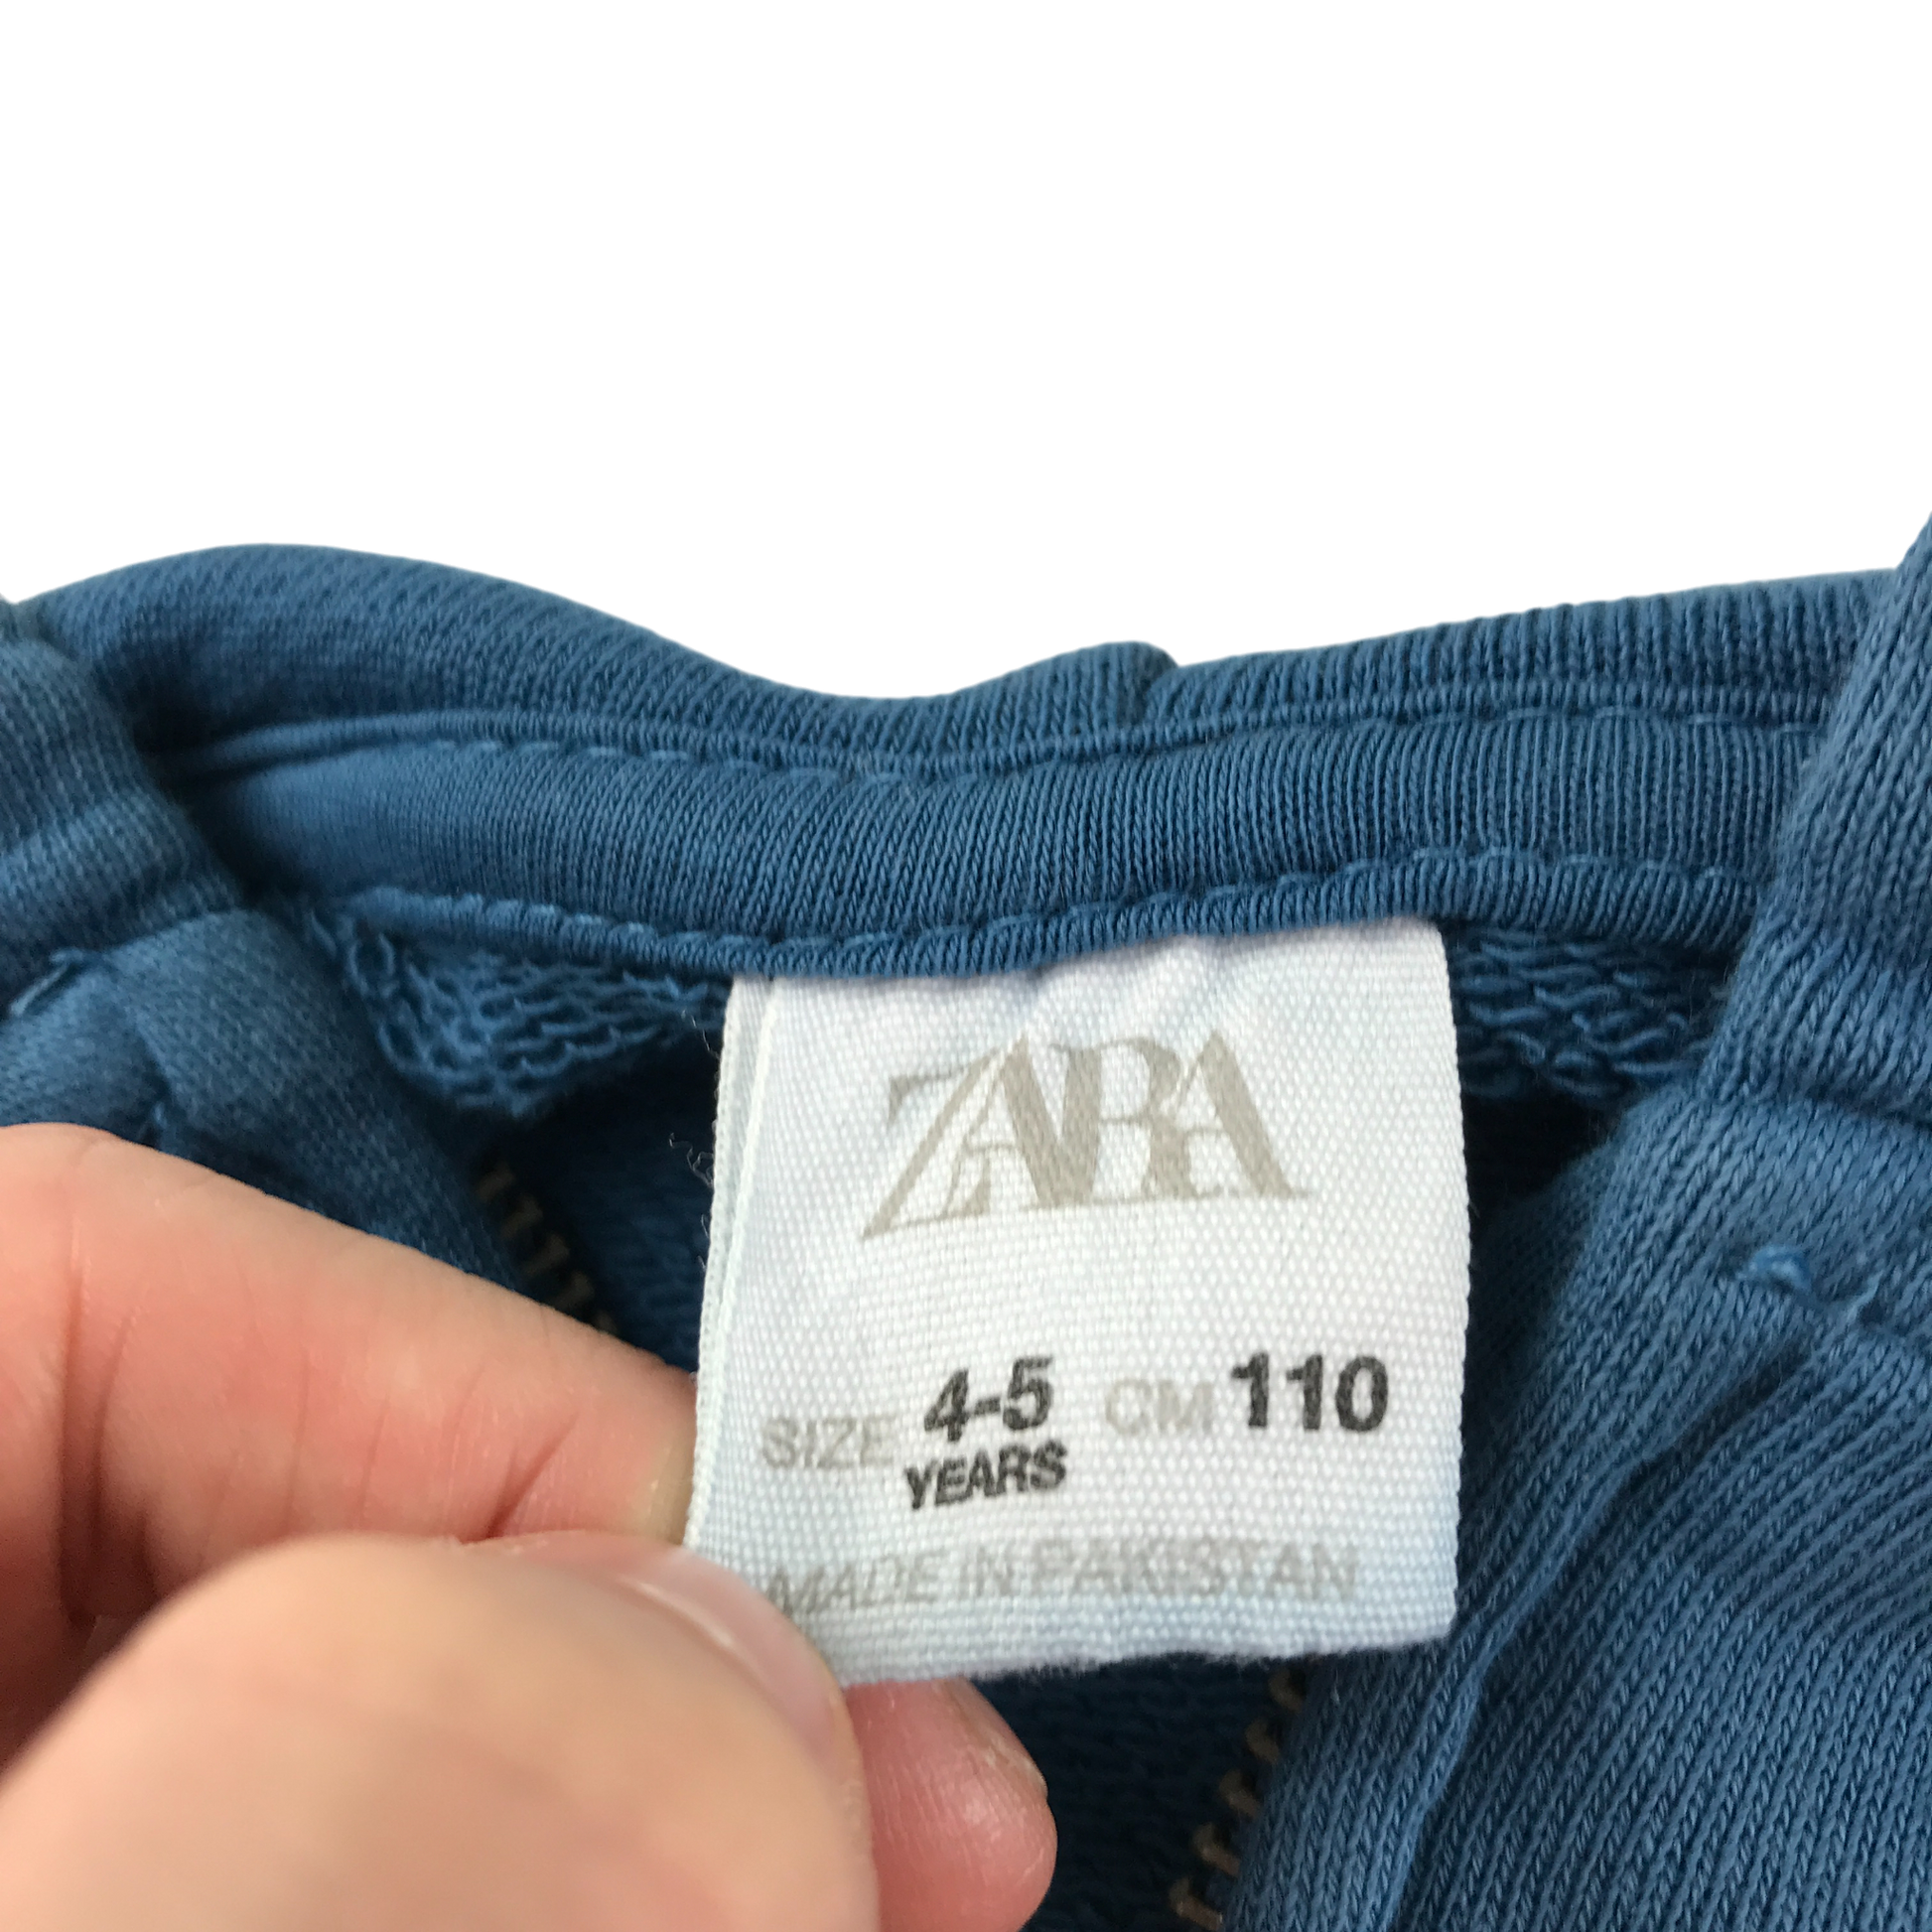 ZARA
SIZE 4-5 CM 110
YEARS
MADE IN PAKISTAN